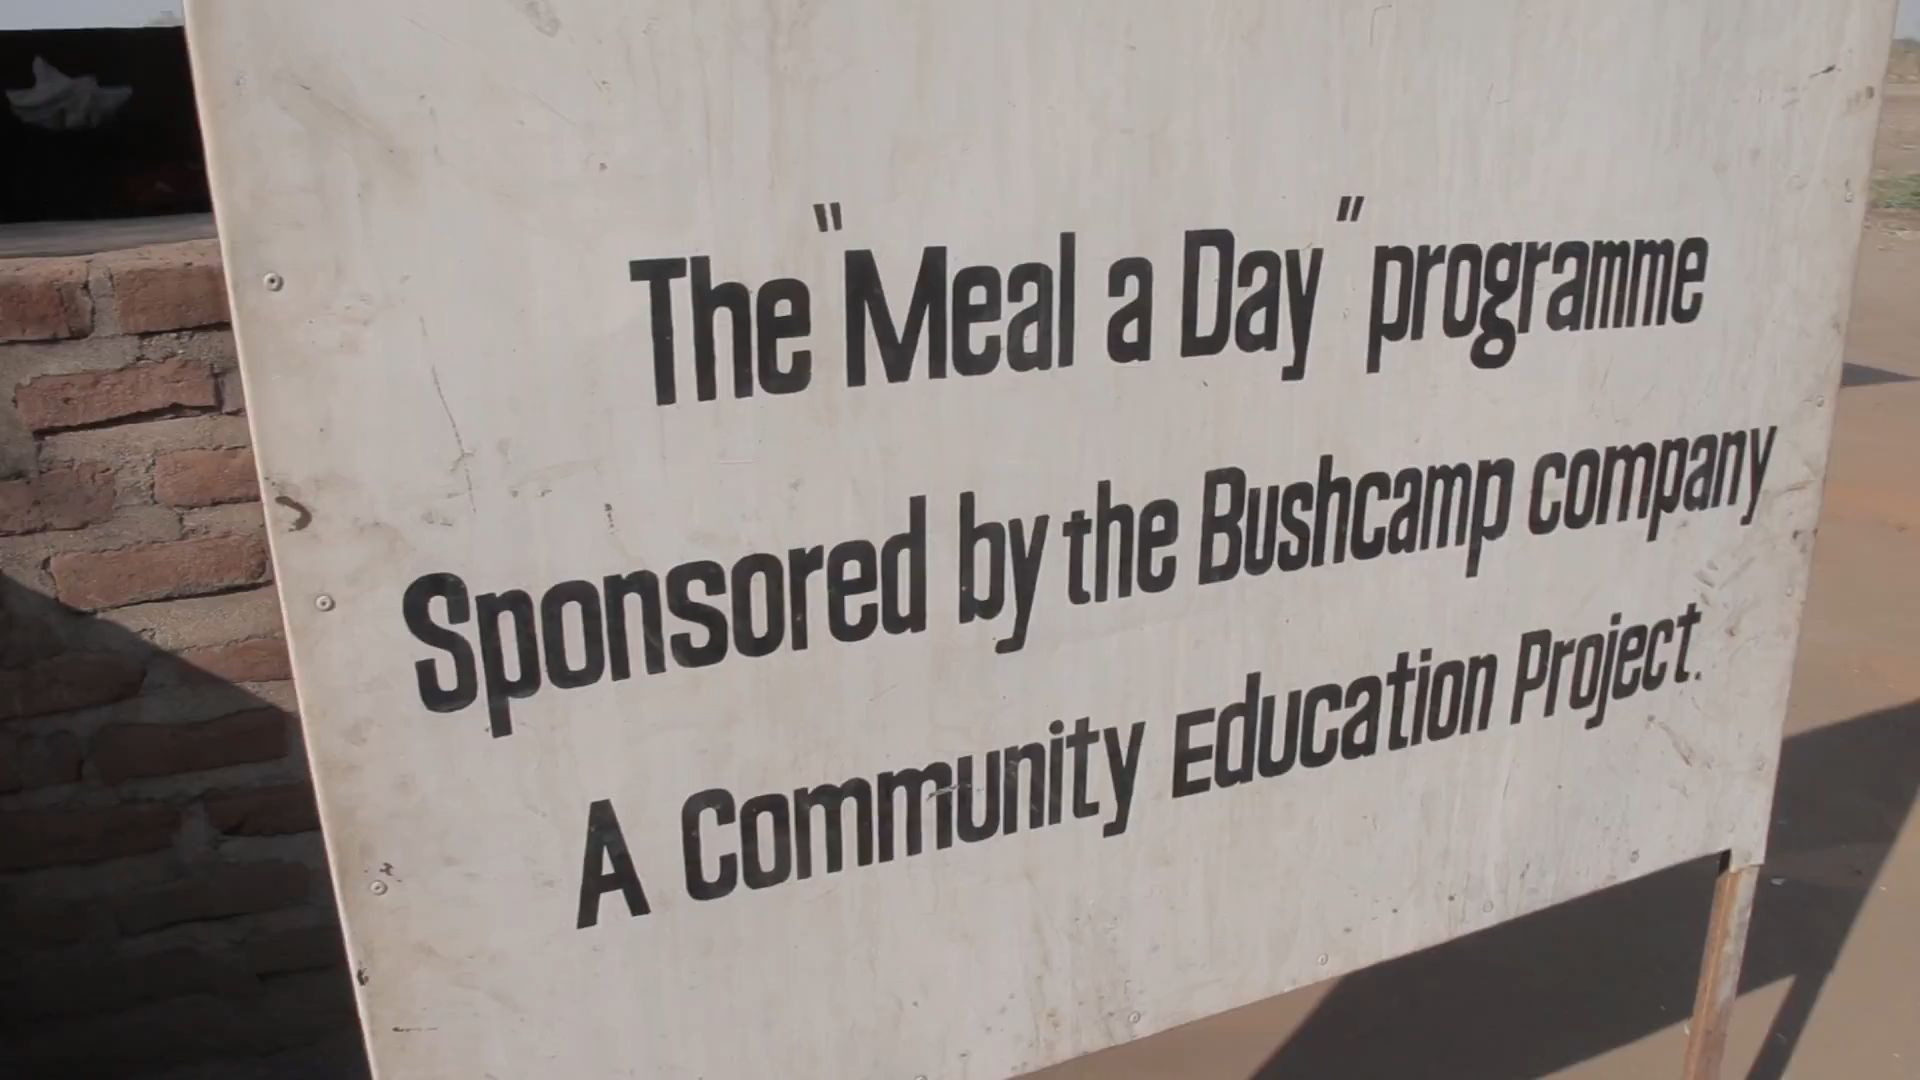 The "Meal a Day" programme
Sponsored by the Bushcamp company
A Community Education Project.